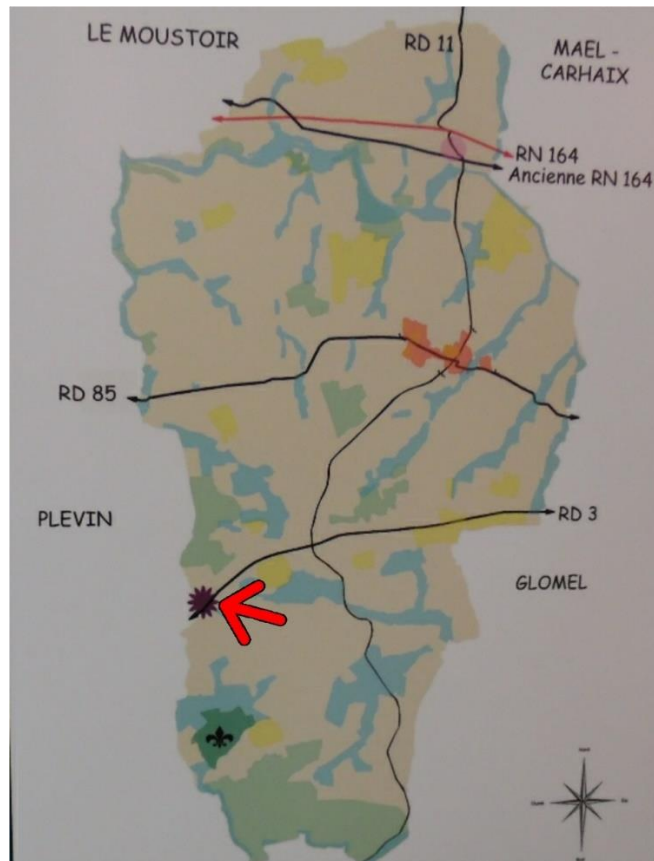 LE MOUSTOIR
RD 11
MAEL -
CARHAIX
RN 164
Ancienne RN 164
RD 85
PLEVIN
RD 3
GLOMEL